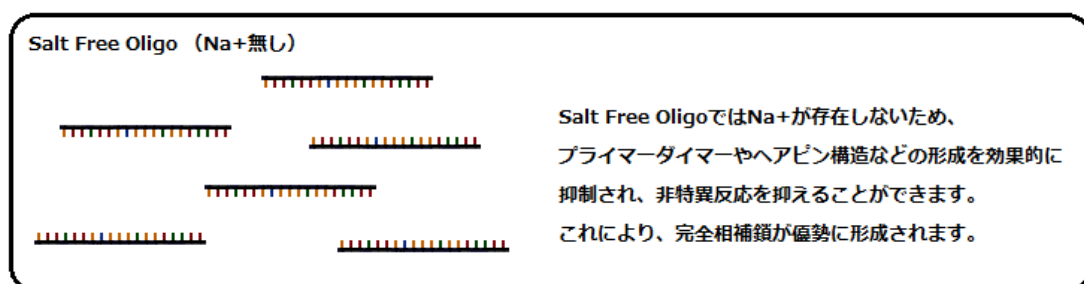 Salt Free Oligo （Na+無し）
Salt Free OligoではNa+が存在しないため、
プライマーダイマーやヘアピン構造などの形成を効果的に
抑制され、非特異反応を抑えることができます。
これにより、完全相補鎖が優勢に形成されます。